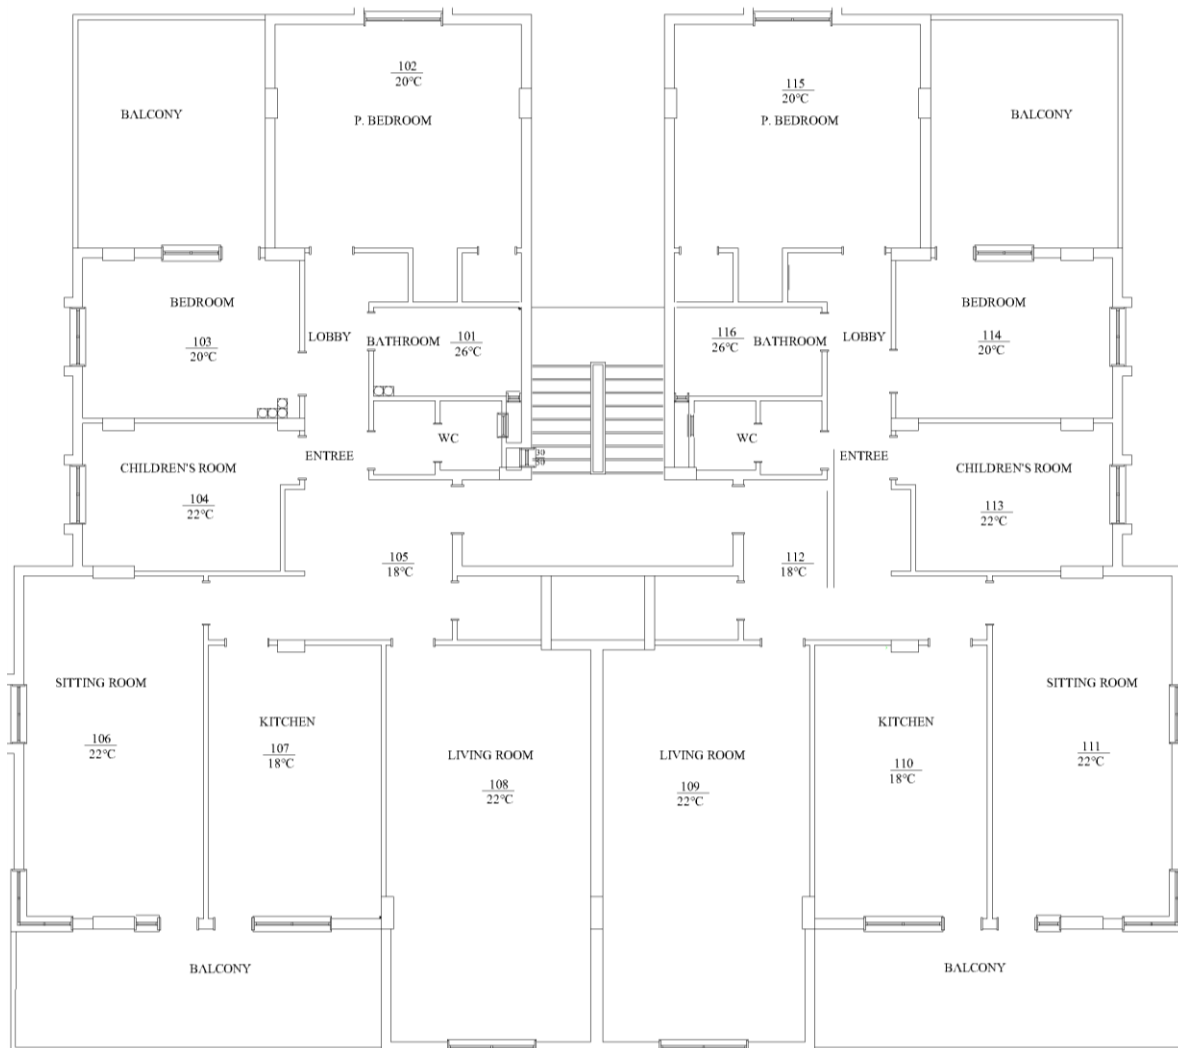 102
20°C
115
20°C
BALCONY
P. BEDROOM
P. BEDROOM
BALCONY
BEDROOM
BEDROOM
103
20°C
LOBBY
BATHROOM
101
26°C
116
26°C
BATHROOM
LOBBY
114
20°C
WC
WC
ENTREE
ENTREE
CHILDREN'S ROOM
CHILDREN'S ROOM
104
22°C
113
22°C
105
18°C
112
18°C
SITTING ROOM
SITTING ROOM
KITCHEN
KITCHEN
106
22°C
107
18°C
LIVING ROOM
LIVING ROOM
110
18°C
111
22°C
108
22°C
109
22°C
BALCONY
BALCONY